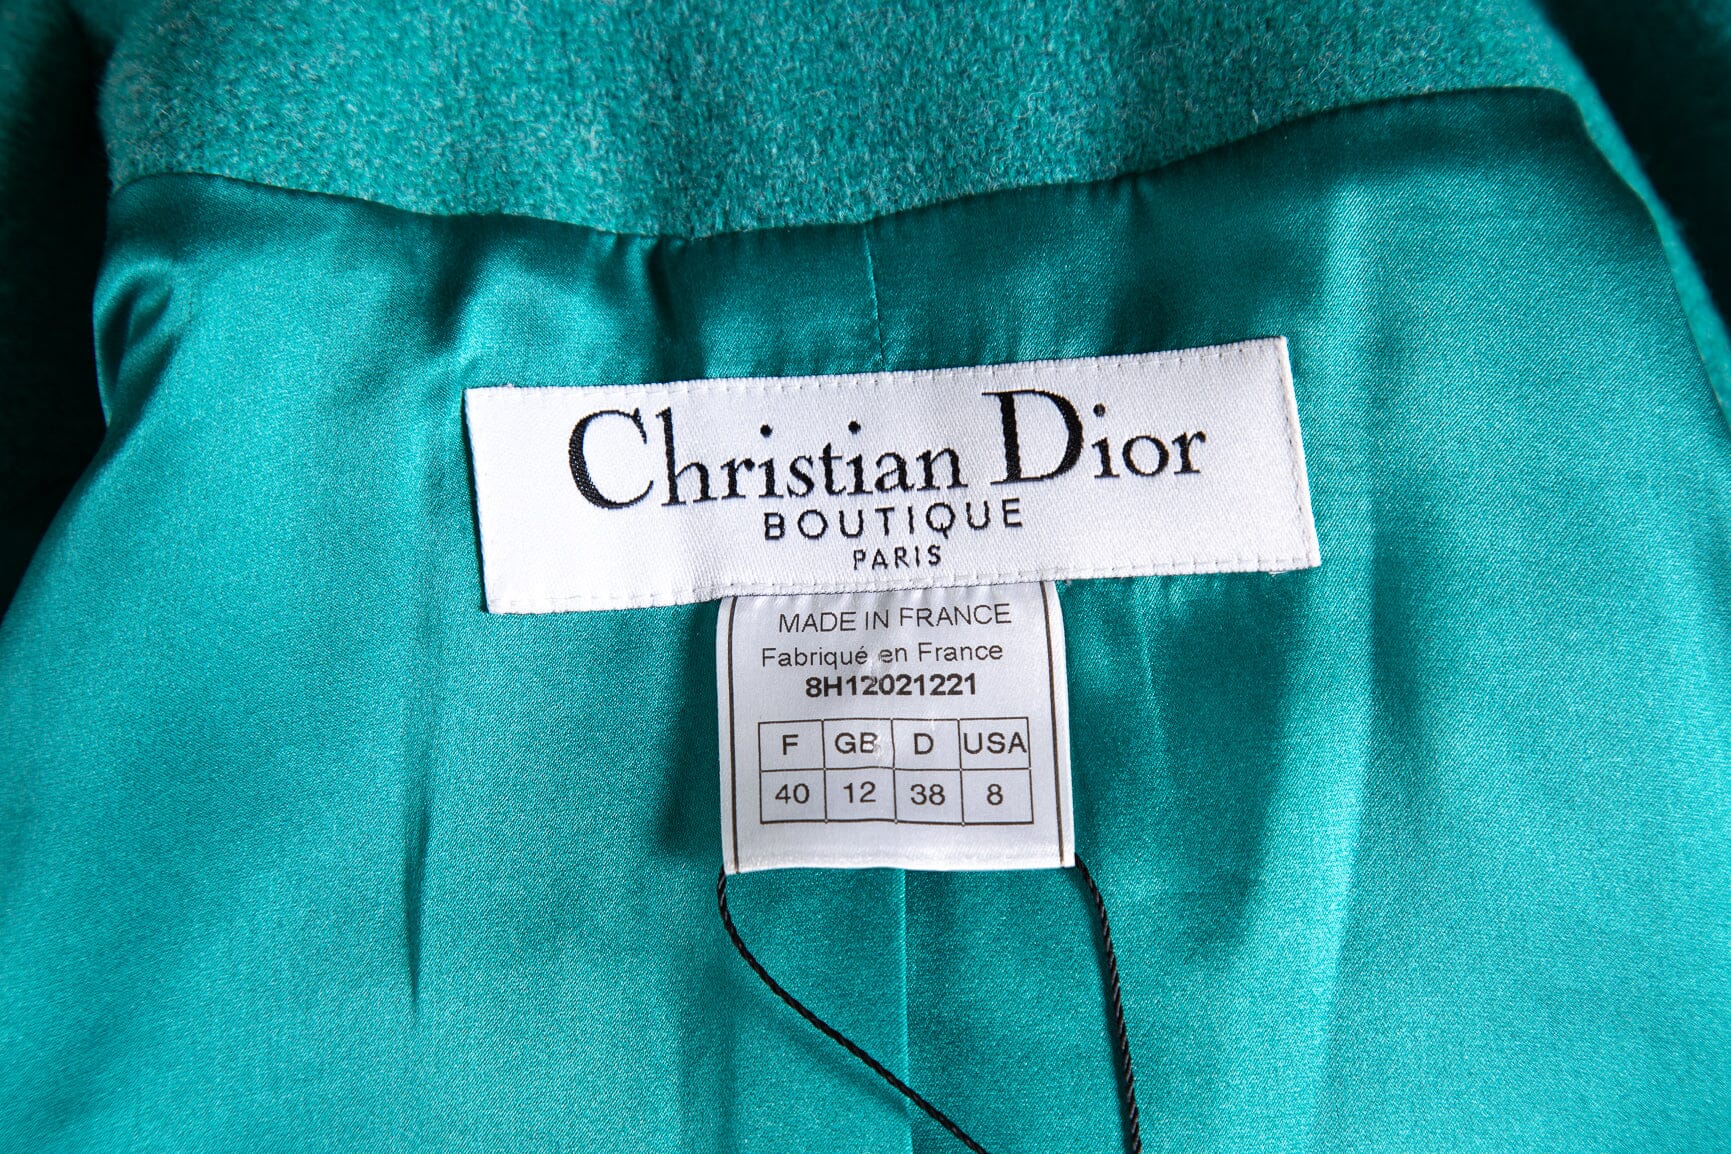 Christian Dior
BOUTIQUE
PARIS
MADE IN FRANCE
Fabriqué en France
8H12021221
F GB D USA
40 12 38 8